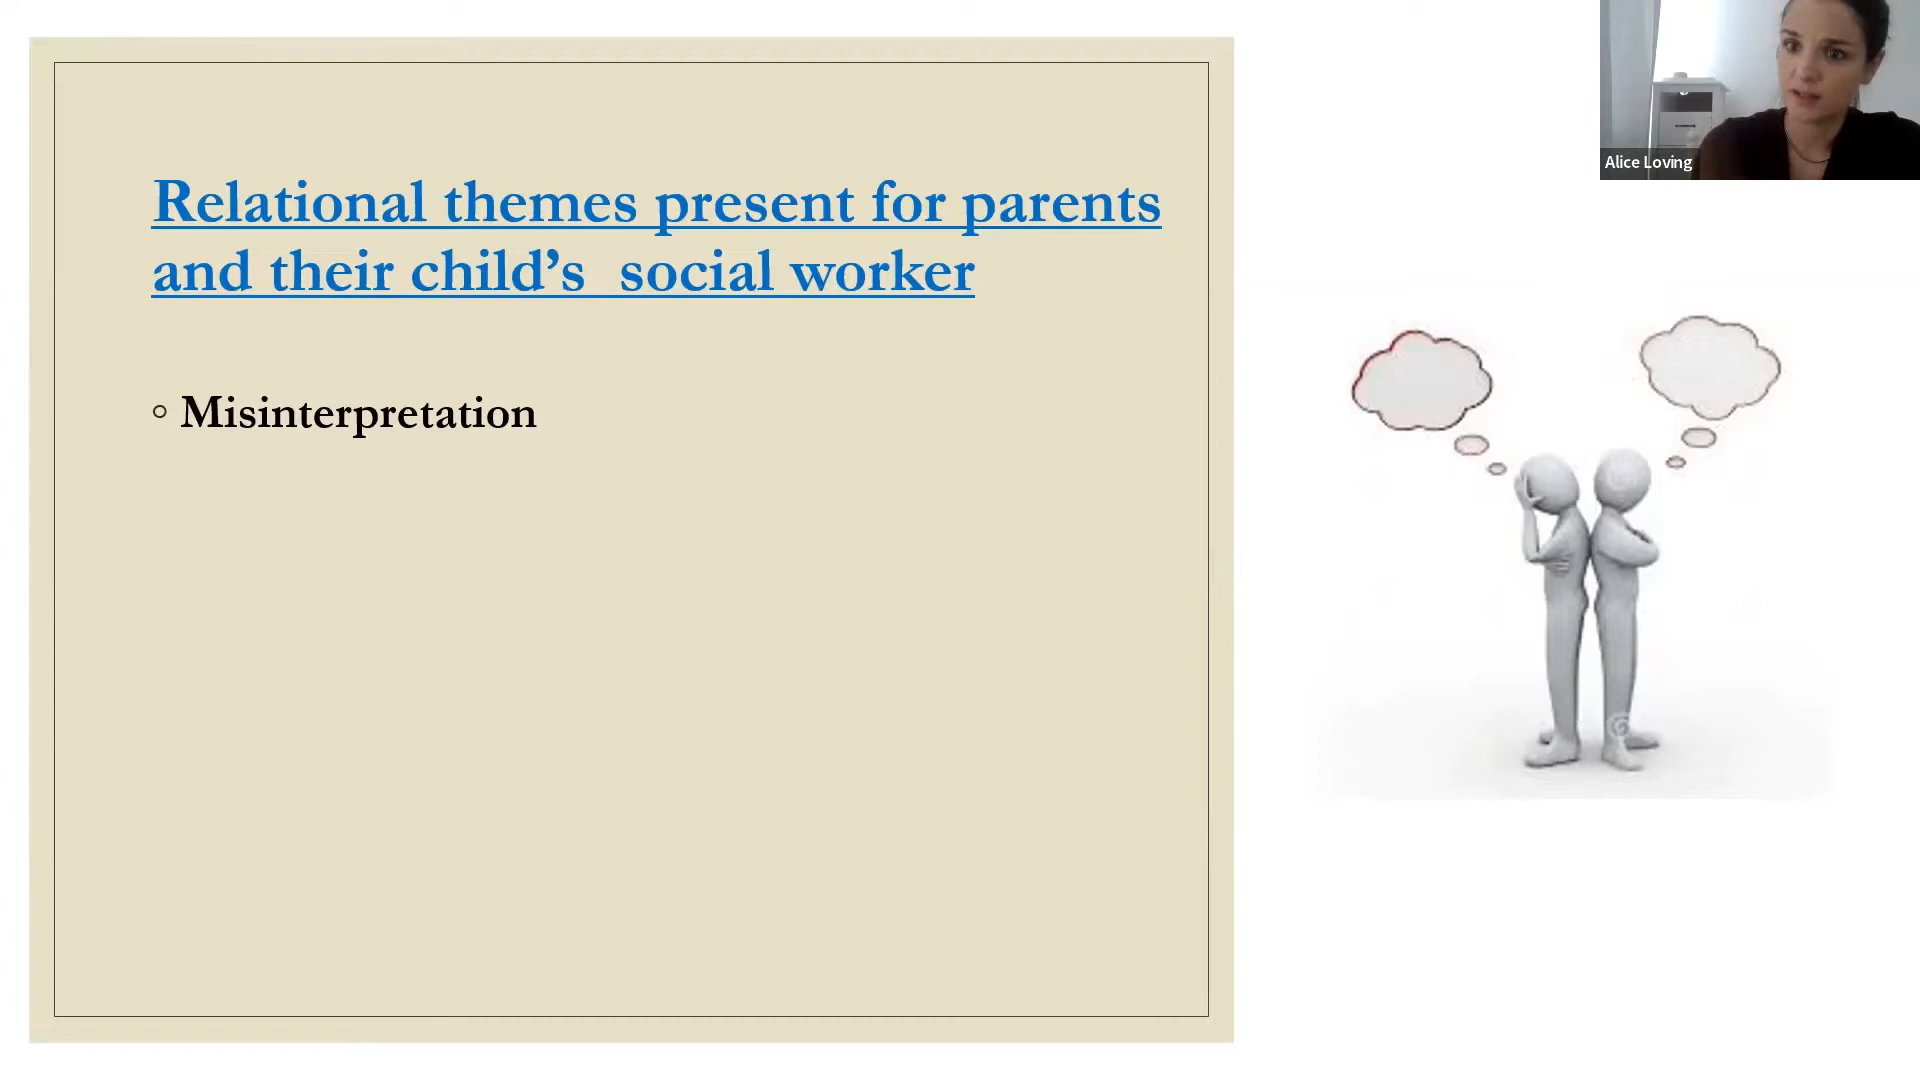 Relational themes present for parents
and their child’s  social worker
◦ Misinterpretation
Alice Loving